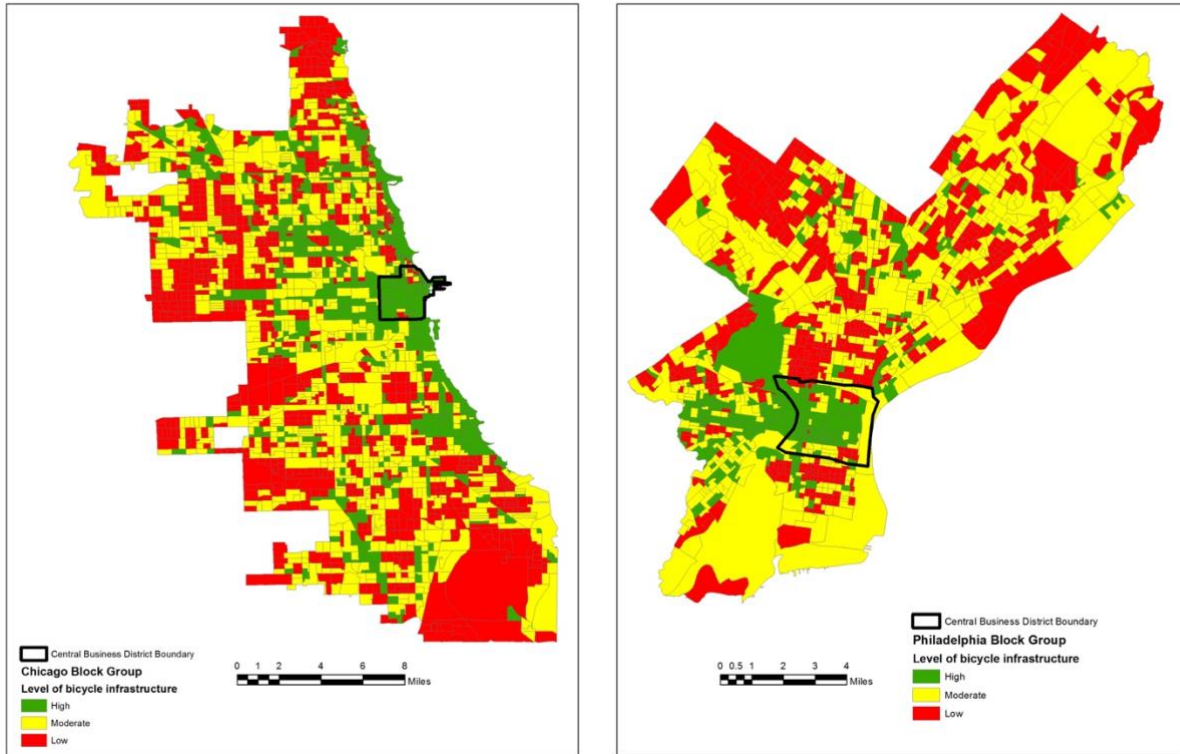 Central Business District Boundary
Chicago Block Group
Level of bicycle infrastructure
High
Moderate
Low
0 1 2 4 6 8
Miles
Central Business District Boundary
Philadelphia Block Group
Level of bicycle infrastructure
High
Moderate
Low
0 0.5 1 2 3 4
Miles